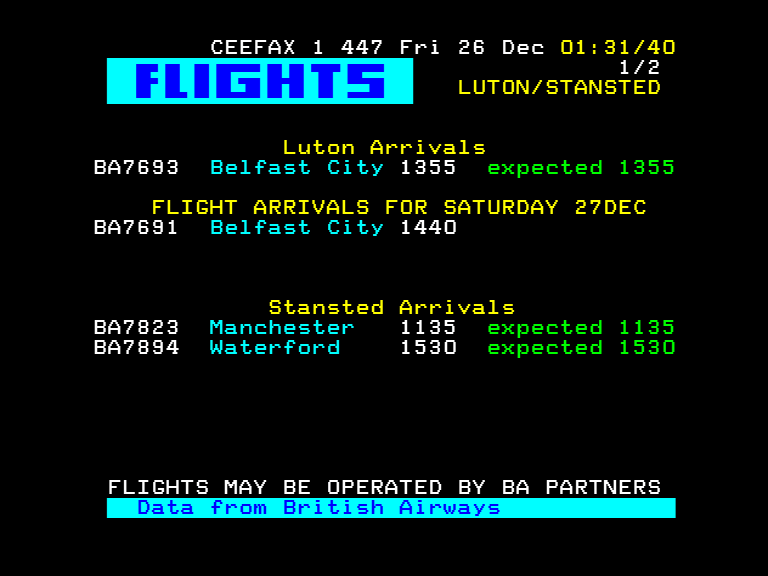 CEEFAX 1 447 Fri 26 Dec 01:31/40
1/2
FLIGHTS
LUTON/STANSTED
Luton Arrivals
BA7693 Belfast City 1355 expected 1355
FLIGHT ARRIVALS FOR SATURDAY 27DEC
BA7691 Belfast City 1440
Stansted Arrivals
BA7823 Manchester 1135 expected 1135
BA7894 Waterford 1530 expected 1530
FLIGHTS MAY BE OPERATED BY BA PARTNERS
Data from British Airways